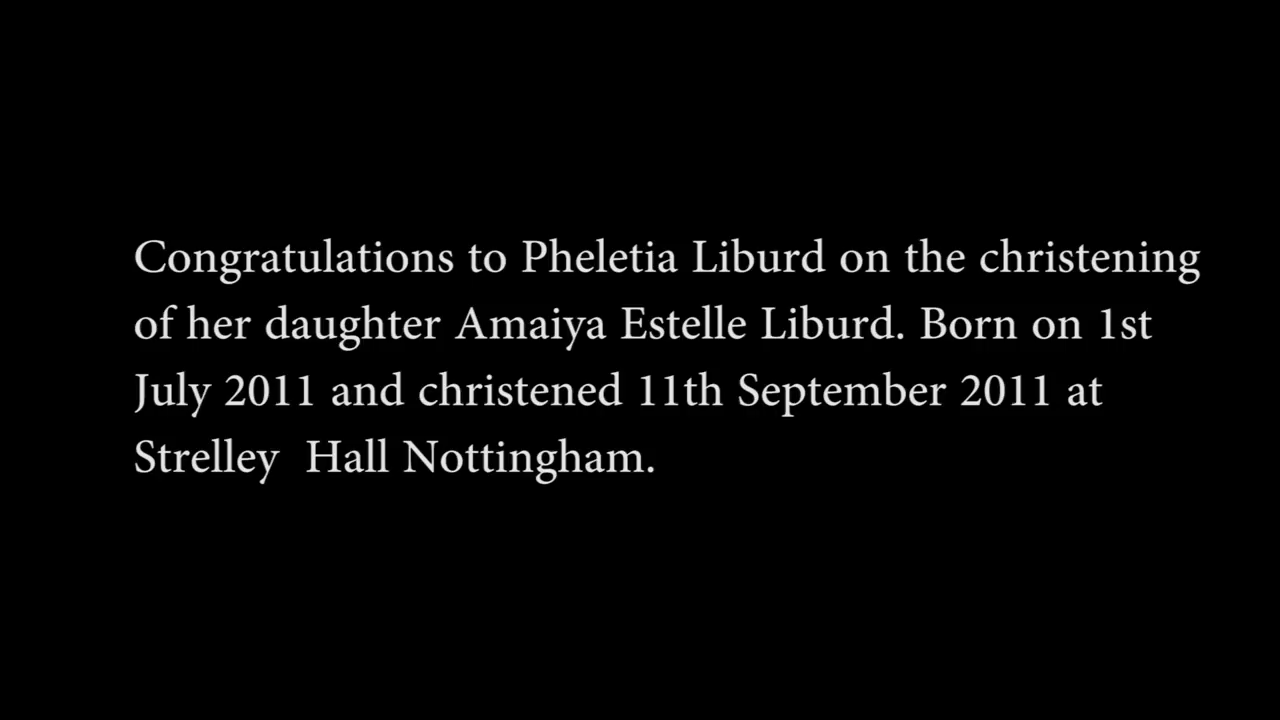 Congratulations to Pheletia Liburd on the christening
of her daughter Amaiya Estelle Liburd. Born on 1st
July 2011 and christened 11th September 2011 at
Strelley  Hall Nottingham.